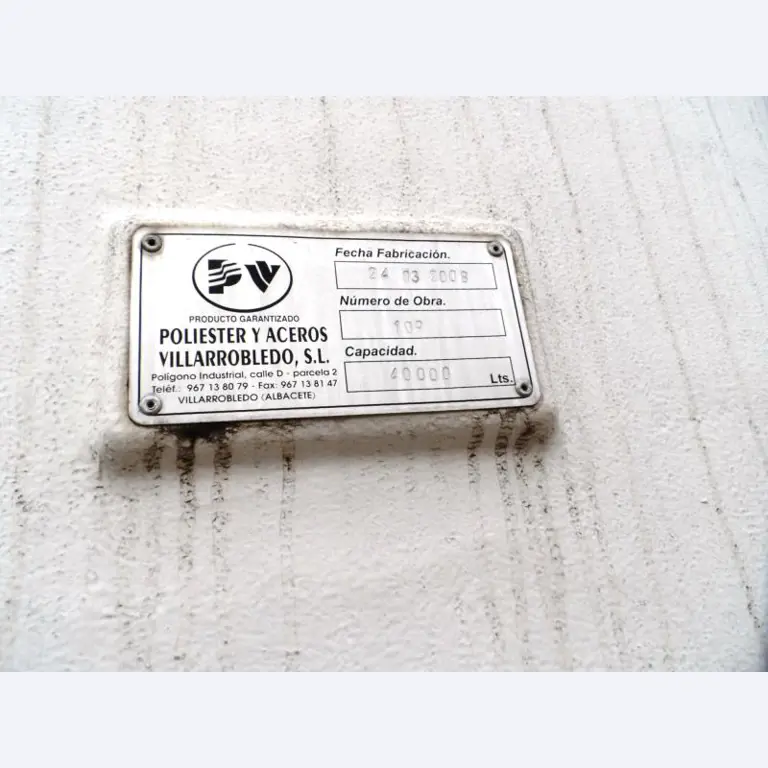 PV
PRODUCTO GARANTIZADO
POLIESTER Y ACEROS
VILLARROBLEDO, S.L.
Polígono Industrial, calle D - parcela 2
Teléf.: 967 13 80 79 - Fax: 967 13 81 47
VILLARROBLEDO (ALBACETE)
Fecha Fabricación.
24 03
Número de Obra.
Capacidad.
40000 Lts.